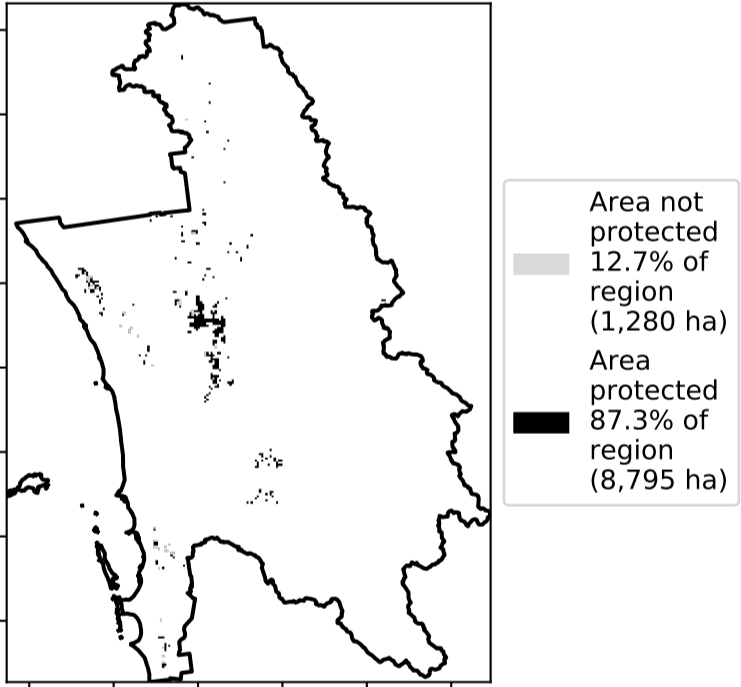 Area not
protected
12.7% of
region
(1,280 ha)
Area
protected
87.3% of
region
(8,795 ha)